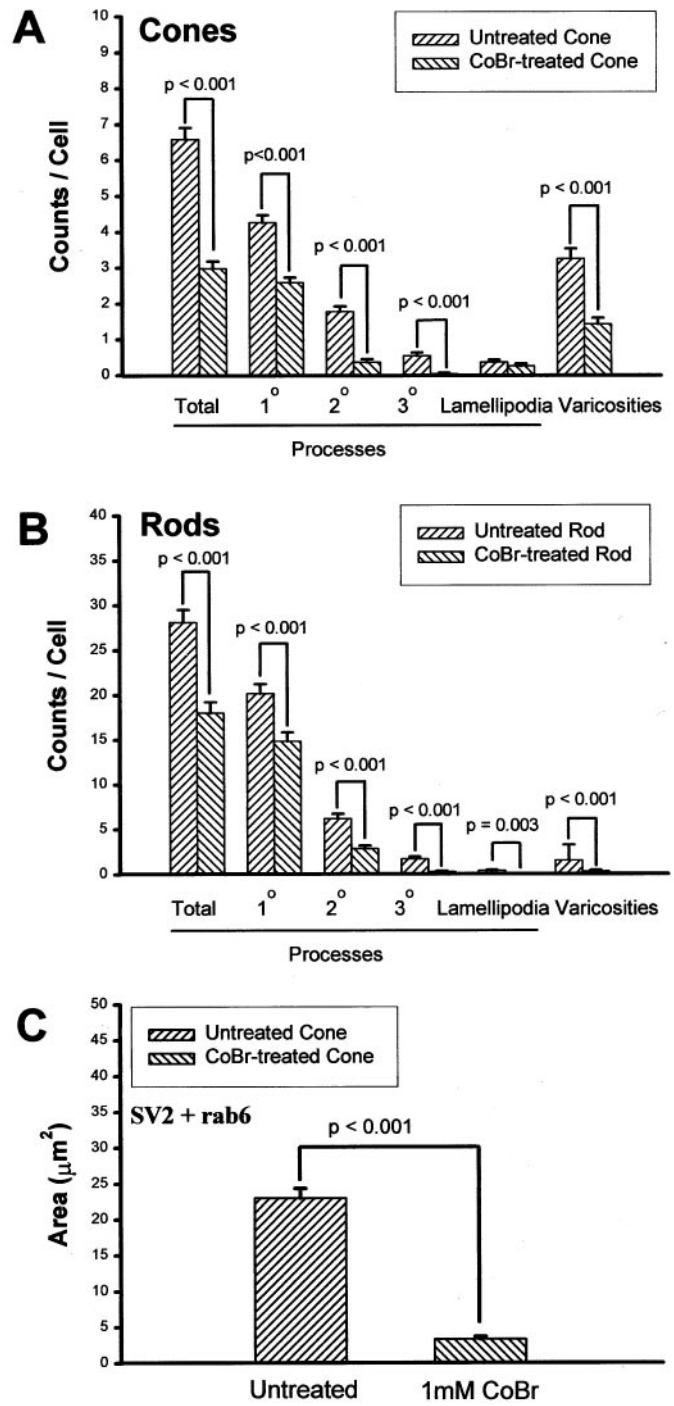 A
Cones
Untreated Cone
CoBr-treated Cone
Counts / Cell
10
9
8
7
6
5
4
3
2
1
0
p < 0.001
p<0.001
p < 0.001
p < 0.001
p < 0.001
Total 1° 2° 3° Lamellipodia Varicosities
Processes
B
Rods
Untreated Rod
CoBr-treated Rod
Counts / Cell
40
35
30
25
20
15
10
5
0
p < 0.001
p < 0.001
p < 0.001
p < 0.001
p = 0.003
p < 0.001
Total 1° 2° 3° Lamellipodia Varicosities
Processes
C
Untreated Cone
CoBr-treated Cone
SV2 + rab6
Area (μm²)
50
45
40
35
30
25
20
15
10
5
0
p < 0.001
Untreated 1mM CoBr